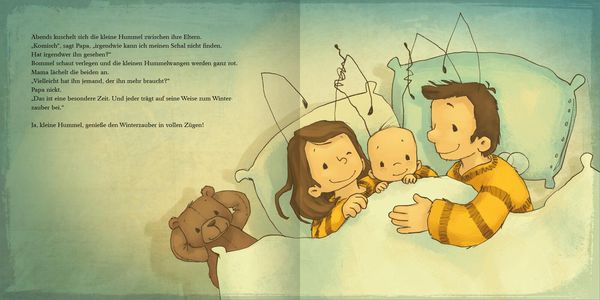 Abends kuschelt sich die kleine Hummel zwischen ihre Eltern.
„Komisch“, sagt Papa, „irgendwie kann ich meinen Schal nicht finden.
Hat irgendwer ihn gesehen?“
Bommel schaut verlegen und die kleinen Hummelwangen werden ganz rot.
Mama lächelt die beiden an.
„Vielleicht hat ihn jemand, der ihn mehr braucht?“
Papa nickt.
„Das ist eine besondere Zeit. Und jeder trägt auf seine Weise zum Winter-
zauber bei.“
Ja, kleine Hummel, genieße den Winterzauber in vollen Zügen!